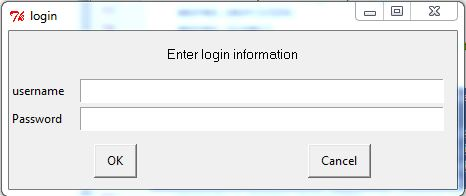 login
Enter login information
username
Password
OK
Cancel